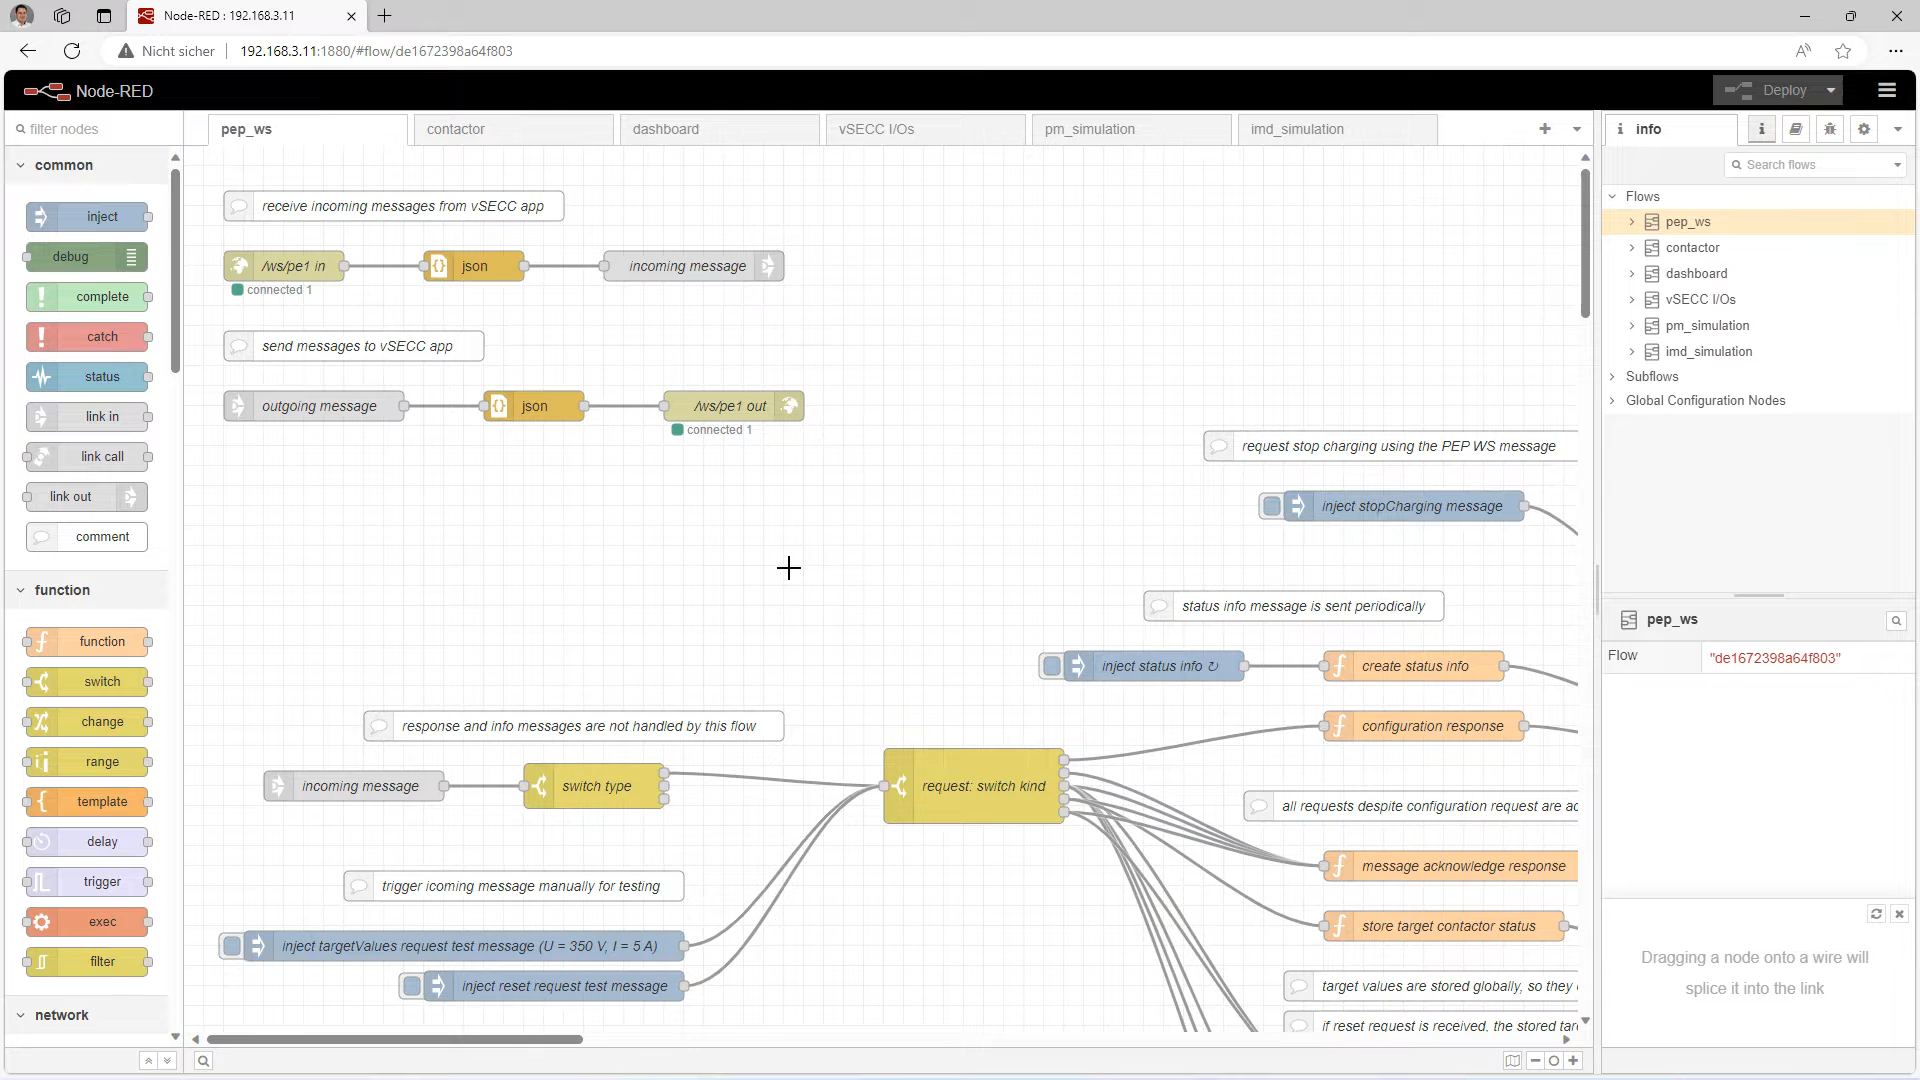 Node-RED : 192.168.3.11
Nicht sicher
192.168.3.11:1880/#flow/de1672398a64f803
Node-RED
Deploy
filter nodes
pep_ws
contactor
dashboard
vSECC I/Os
pm_simulation
imd_simulation
info
common
inject
debug
complete
catch
status
link in
link call
link out
comment
function
function
switch
change
range
template
delay
trigger
exec
filter
network
receive incoming messages from vSECC app
/ws/pe1 in
json
incoming message
connected 1
send messages to vSECC app
outgoing message
json
/ws/pe1 out
connected 1
request stop charging using the PEP WS message
inject stopCharging message
status info message is sent periodically
inject status info ↻
create status info
response and info messages are not handled by this flow
configuration response
incoming message
switch type
request: switch kind
all requests despite configuration request are ac
message acknowledge response
trigger icoming message manually for testing
store target contactor status
inject targetValues request test message (U = 350 V, I = 5 A)
inject reset request test message
target values are stored globally, so they
if reset request is received, the stored tar
Search flows
Flows
pep_ws
contactor
dashboard
vSECC I/Os
pm_simulation
imd_simulation
Subflows
Global Configuration Nodes
pep_ws
Flow
"de1672398a64f803"
Dragging a node onto a wire will
splice it into the link